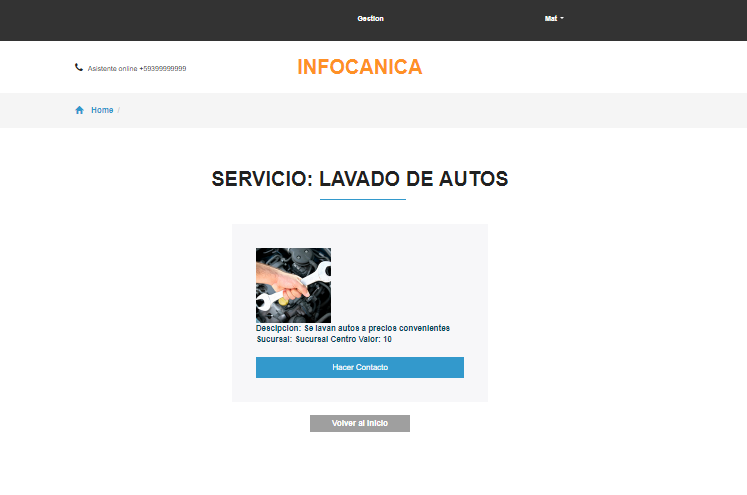 Gestion
Mat
Asistente online +59399999999
INFOCANICA
Home /
SERVICIO: LAVADO DE AUTOS
Descipcion: Se lavan autos a precios convenientes
Sucursal: Sucursal Centro Valor: 10
Hacer Contacto
Volver al Inicio